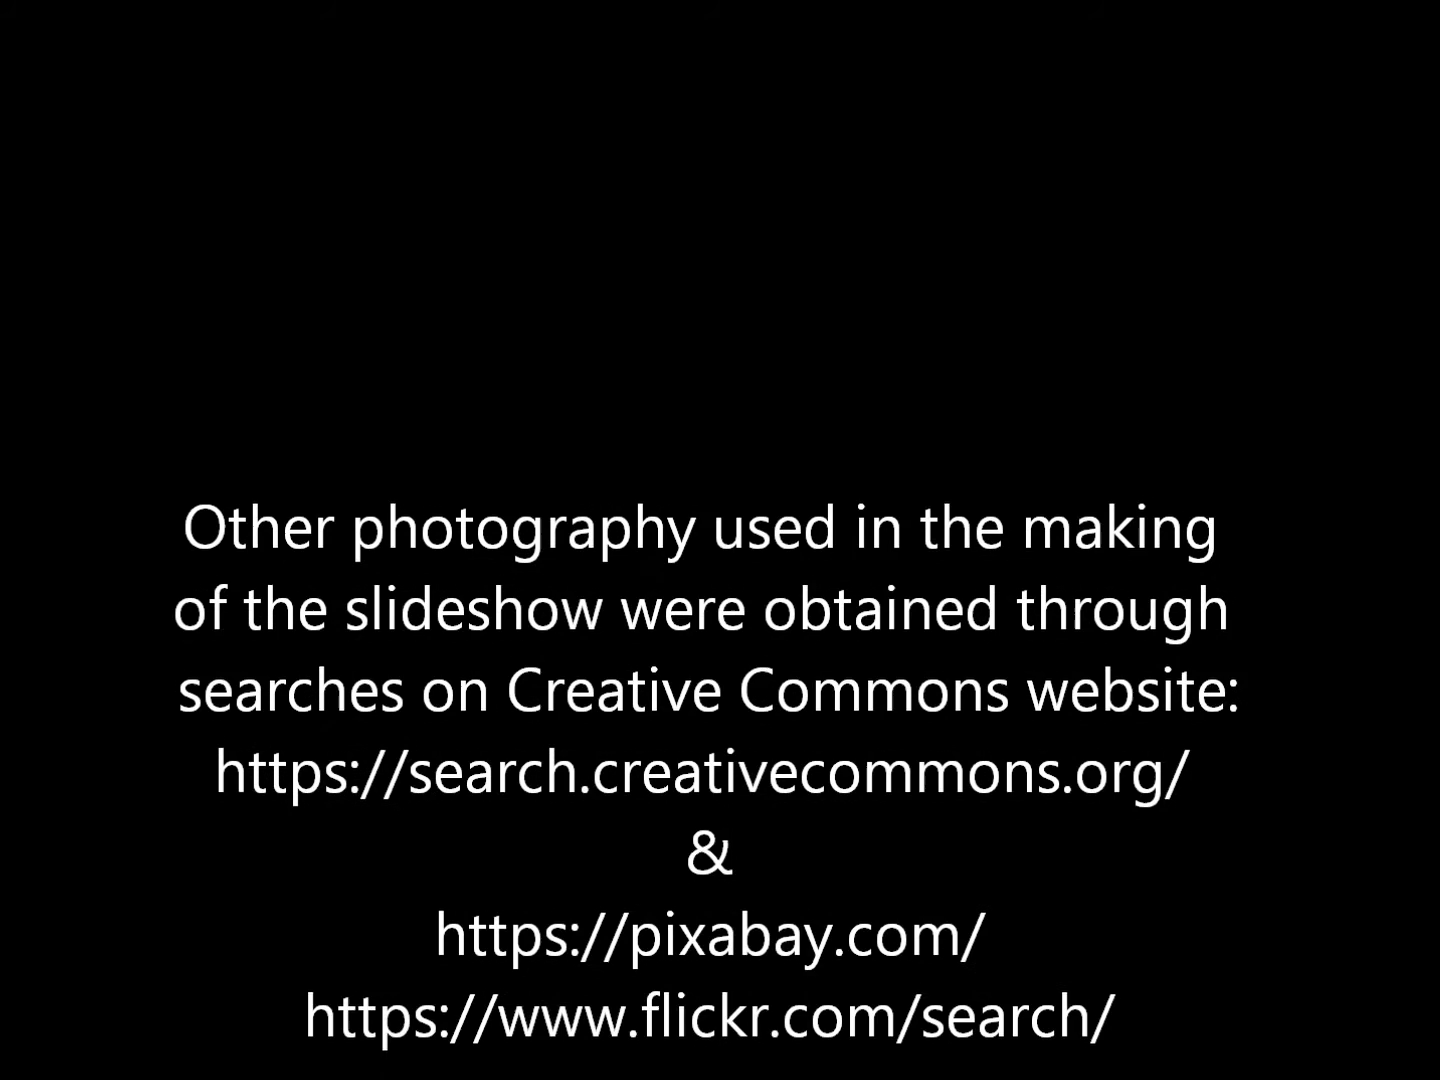 Other photography used in the making
of the slideshow were obtained through
searches on Creative Commons website:
https://search.creativecommons.org/
&
https://pixabay.com/
https://www.flickr.com/search/